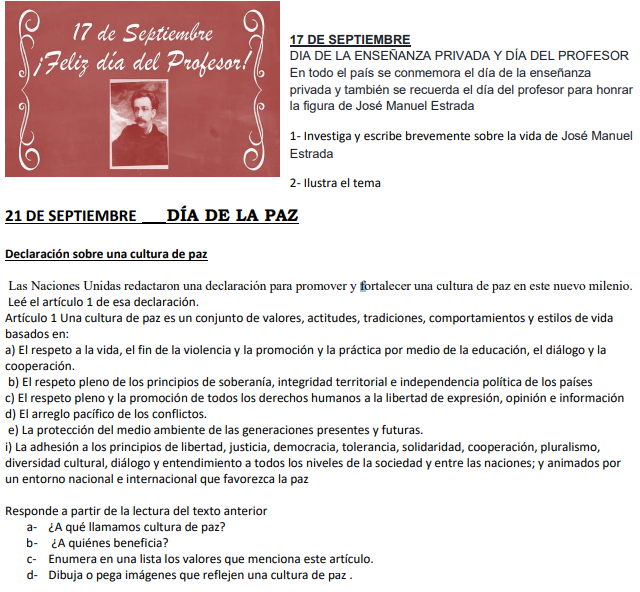 17 de Septiembre
¡Feliz día del Profesor!
17 DE SEPTIEMBRE
DIA DE LA ENSEÑANZA PRIVADA Y DÍA DEL PROFESOR
En todo el país se conmemora el día de la enseñanza
privada y también se recuerda el día del profesor para honrar
la figura de José Manuel Estrada
1- Investiga y escribe brevemente sobre la vida de José Manuel
Estrada
2- Ilustra el tema
21 DE SEPTIEMBRE ___DÍA DE LA PAZ
Declaración sobre una cultura de paz
Las Naciones Unidas redactaron una declaración para promover y fortalecer una cultura de paz en este nuevo milenio.
Leé el artículo 1 de esa declaración.
Artículo 1 Una cultura de paz es un conjunto de valores, actitudes, tradiciones, comportamientos y estilos de vida
basados en:
a) El respeto a la vida, el fin de la violencia y la promoción y la práctica por medio de la educación, el diálogo y la
cooperación.
b) El respeto pleno de los principios de soberanía, integridad territorial e independencia política de los países
c) El respeto pleno y la promoción de todos los derechos humanos a la libertad de expresión, opinión e información
d) El arreglo pacífico de los conflictos.
e) La protección del medio ambiente de las generaciones presentes y futuras.
i) La adhesión a los principios de libertad, justicia, democracia, tolerancia, solidaridad, cooperación, pluralismo,
diversidad cultural, diálogo y entendimiento a todos los niveles de la sociedad y entre las naciones; y animados por
un entorno nacional e internacional que favorezca la paz
Responde a partir de la lectura del texto anterior
a- ¿A qué llamamos cultura de paz?
b- ¿A quiénes beneficia?
c- Enumera en una lista los valores que menciona este artículo.
d- Dibuja o pega imágenes que reflejen una cultura de paz .